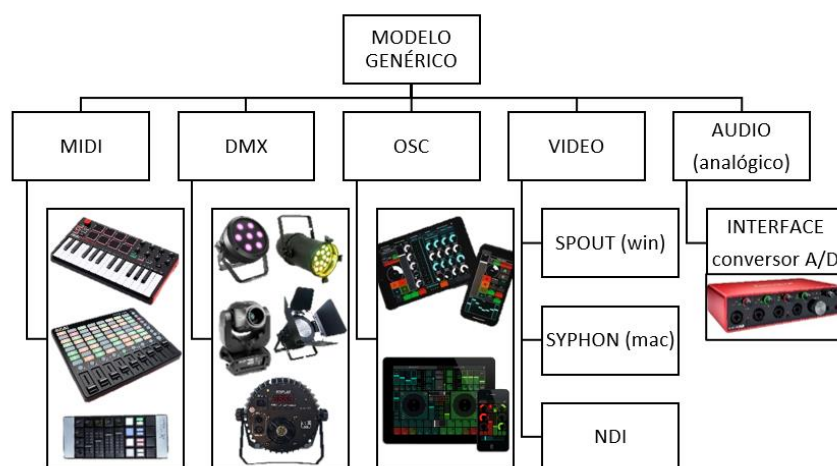 MODELO
GENÉRICO
MIDI
DMX
OSC
VIDEO
AUDIO
(analógico)
SPOUT (win)
SYPHON (mac)
NDI
INTERFACE
conversor A/D